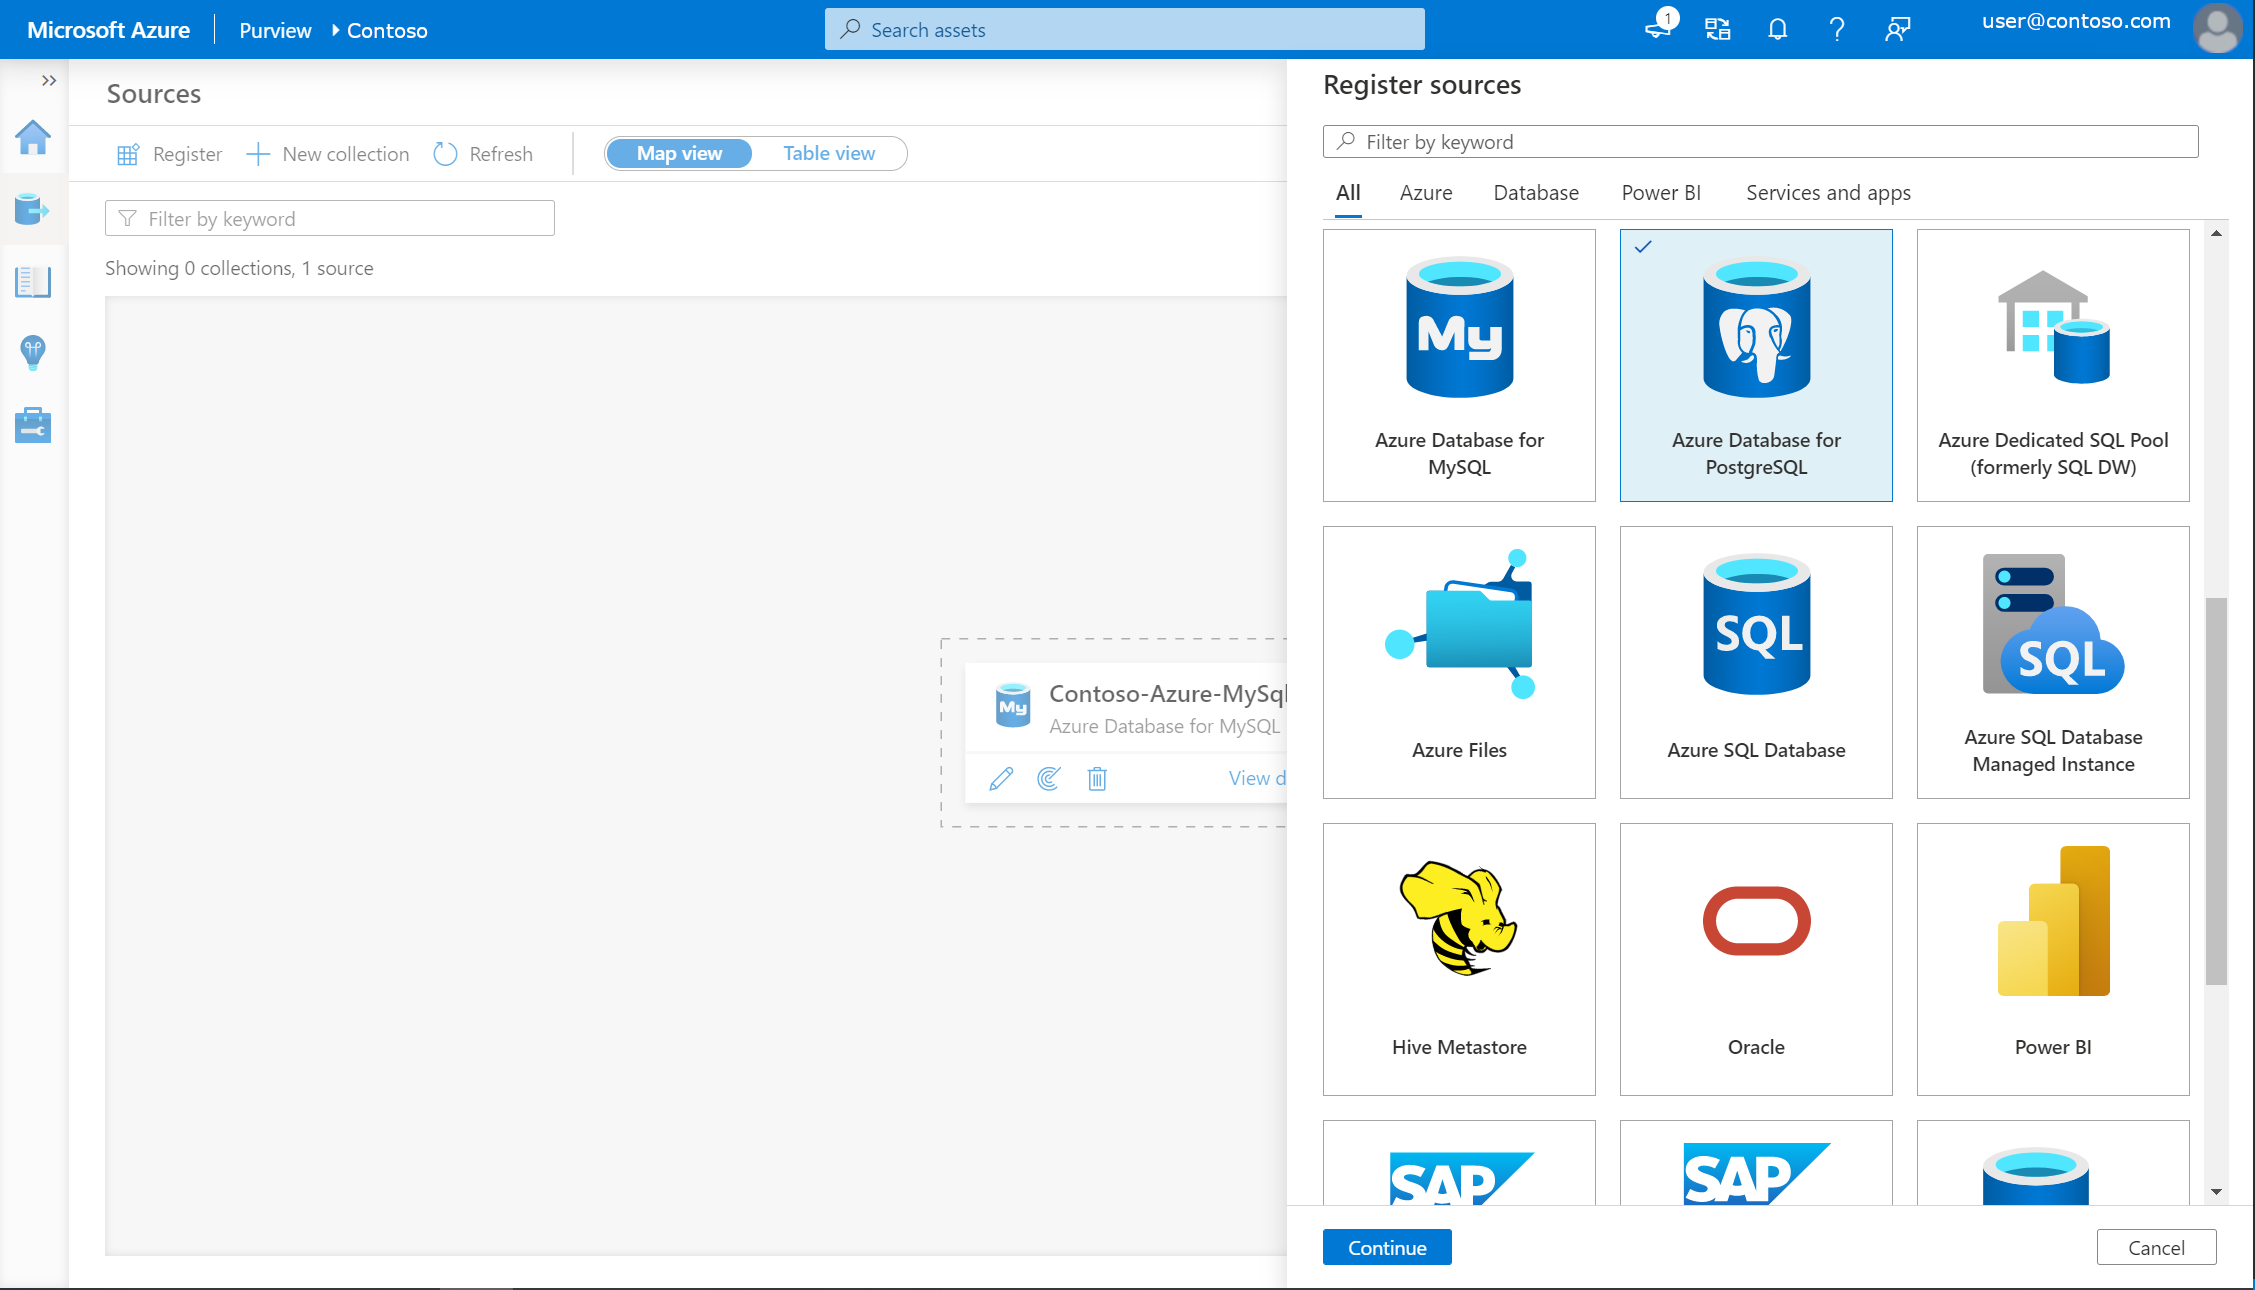 Microsoft Azure
Purview
Contoso
Search assets
1
user@contoso.com
Sources
Register
New collection
Refresh
Map view
Table view
Filter by keyword
Showing 0 collections, 1 source
My
Contoso-Azure-MySql
Azure Database for MySQL
View d
Register sources
Filter by keyword
All
Azure
Database
Power BI
Services and apps
My
Azure Database for
MySQL
Azure Database for
PostgreSQL
Azure Dedicated SQL Pool
(formerly SQL DW)
Azure Files
SQL
Azure SQL Database
SQL
Azure SQL Database
Managed Instance
Hive Metastore
Oracle
Power BI
SAP
SAP
Continue
Cancel